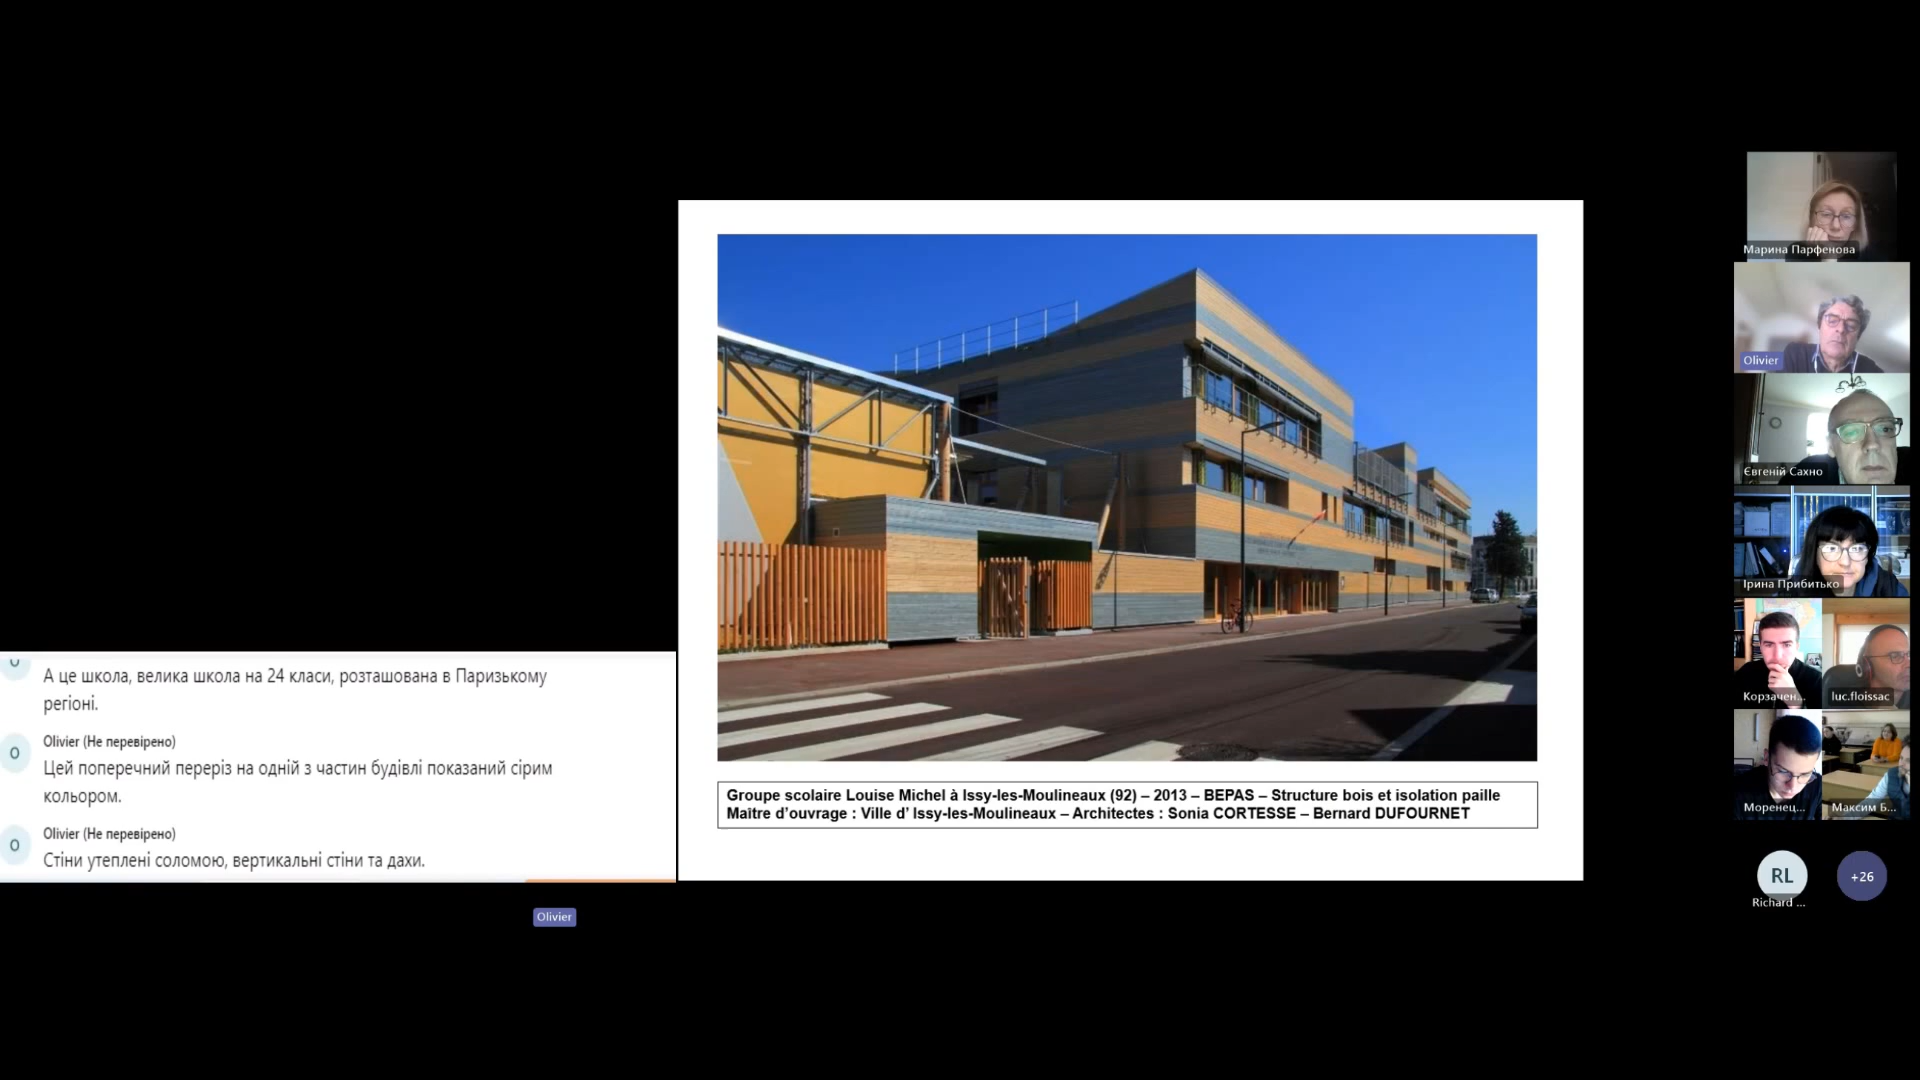 А це школа, велика школа на 24 класи, розташована в Паризькому
регіоні.
O
Olivier (Не перевірено)
Цей поперечний переріз на одній з частин будівлі показаний сірим
кольором.
O
Olivier (Не перевірено)
Стіни утеплені соломою, вертикальні стіни та дахи.
Olivier
Groupe scolaire Louise Michel à Issy-les-Moulineaux (92) – 2013 – BEPAS – Structure bois et isolation paille
Maître d’ouvrage : Ville d’ Issy-les-Moulineaux – Architectes : Sonia CORTESSE – Bernard DUFOURNET
Марина Парфенова
Olivier
Євгеній Сахно
Ірина Прибитько
Корзачен...
luc.floissac
Моренец...
Максим Б...
RL
Richard ...
+26